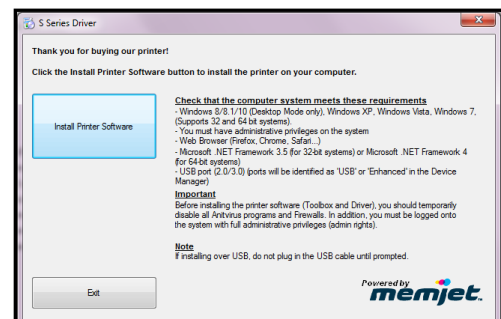 S Series Driver
Thank you for buying our printer!
Click the Install Printer Software button to install the printer on your computer.
Install Printer Software
Check that the computer system meets these requirements
- Windows 8/8.1/10 (Desktop Mode only), Windows XP, Windows Vista, Windows 7,
(Supports 32 and 64 bit systems).
- You must have administrative privileges on the system
- Web Browser (Firefox, Chrome, Safari...)
- Microsoft .NET Framework 3.5 (for 32-bit systems) or Microsoft .NET Framework 4
(for 64-bit systems)
- USB port (2.0/3.0) (ports will be identified as 'USB' or 'Enhanced' in the Device
Manager)
Important
Before installing the printer software (Toolbox and Driver), you should temporarily
disable all Anitvirus programs and Firewalls. In addition, you must be logged onto
the system with full administrative privileges (admin rights).
Note
If installing over USB, do not plug in the USB cable until prompted.
Exit
Powered by
memjet